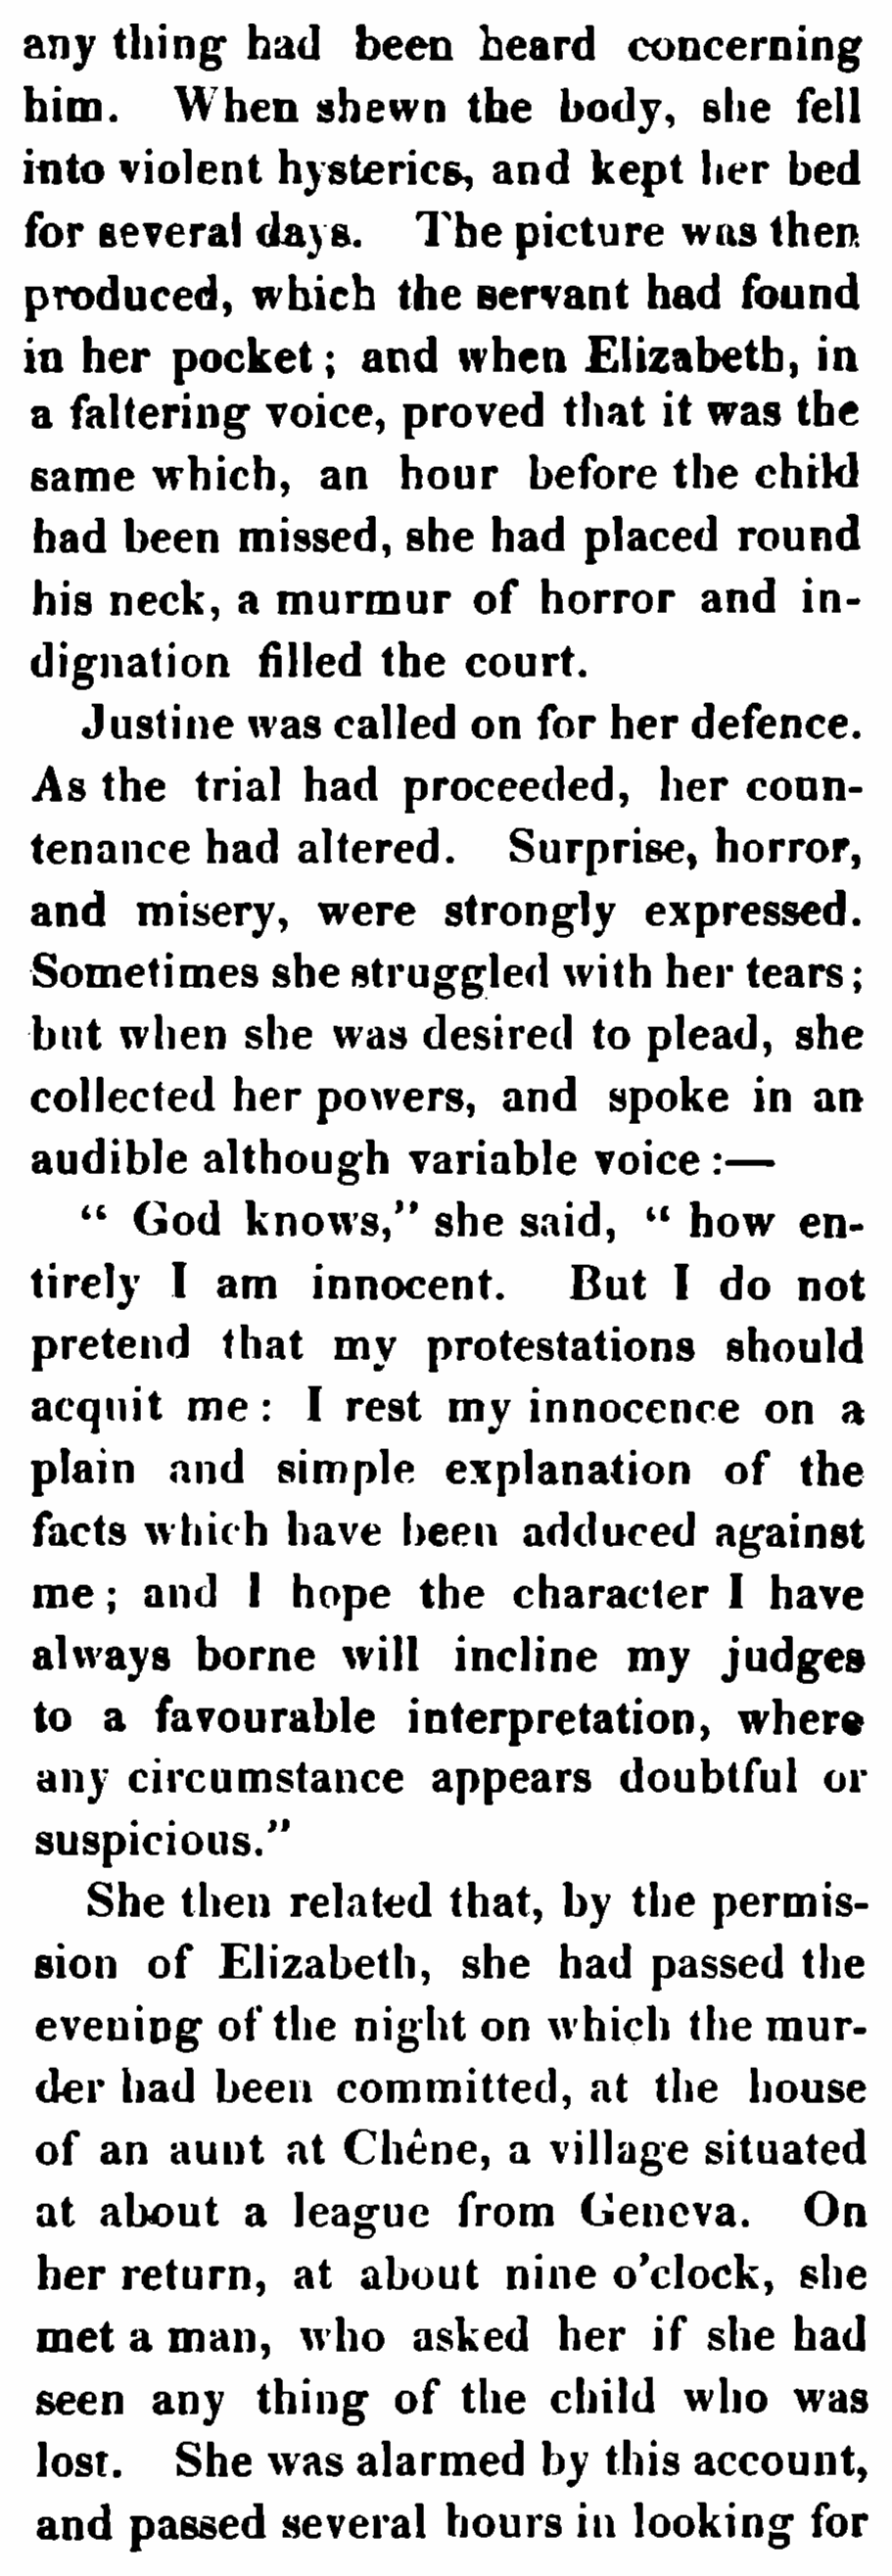 any thing had been heard concerning
him. When shewn the body, she fell
into violent hysterics, and kept her bed
for several days. The picture was then
produced, which the servant had found
in her pocket; and when Elizabeth, in
a faltering voice, proved that it was the
same which, an hour before the child
had been missed, she had placed round
his neck, a murmur of horror and in-
dignation filled the court.
Justine was called on for her defence.
As the trial had proceeded, her coun-
tenance had altered. Surprise, horror,
and misery, were strongly expressed.
Sometimes she struggled with her tears;
but when she was desired to plead, she
collected her powers, and spoke in an
audible although variable voice:—
“ God knows,” she said, “ how en-
tirely I am innocent. But I do not
pretend that my protestations should
acquit me: I rest my innocence on a
plain and simple explanation of the
facts which have been adduced against
me; and I hope the character I have
always borne will incline my judges
to a favourable interpretation, where
any circumstance appears doubtful or
suspicious.”
She then related that, by the permis-
sion of Elizabeth, she had passed the
evening of the night on which the mur-
der had been committed, at the house
of an aunt at Chêne, a village situated
at about a league from Geneva. On
her return, at about nine o’clock, she
met a man, who asked her if she had
seen any thing of the child who was
lost. She was alarmed by this account,
and passed several hours in looking for